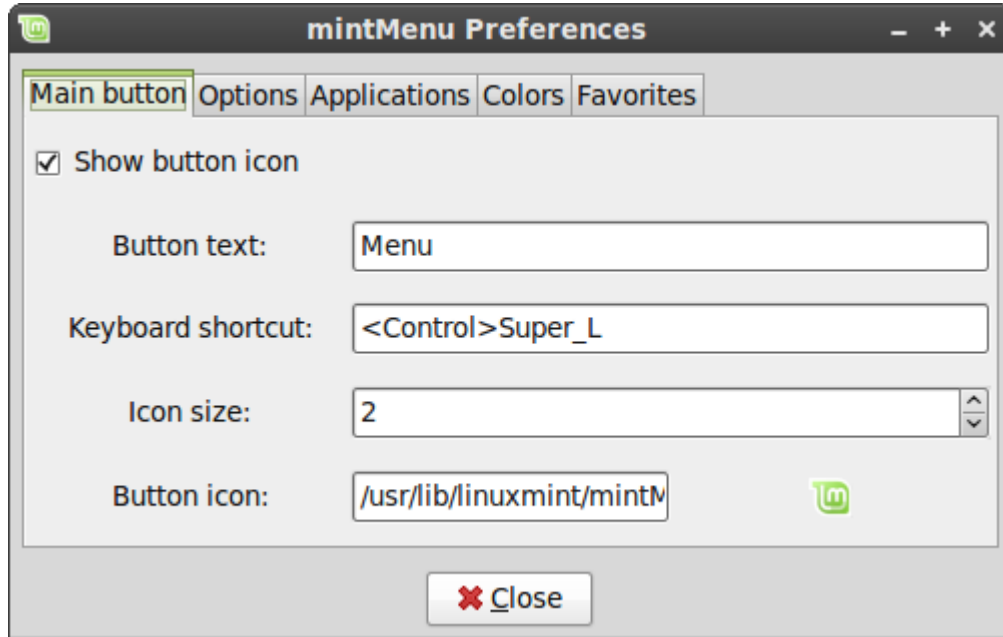 mintMenu Preferences
Main button Options Applications Colors Favorites
Show button icon
Button text: Menu
Keyboard shortcut: <Control>Super_L
Icon size: 2
Button icon: /usr/lib/linuxmint/mintM
Close